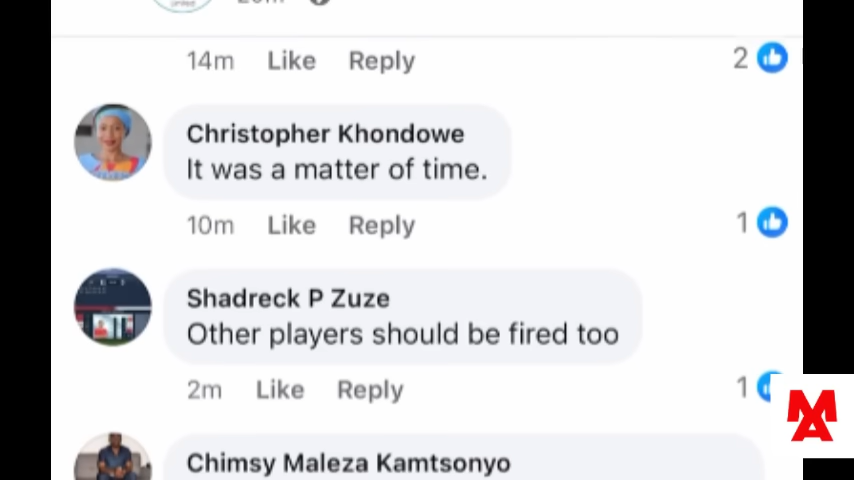 14m Like Reply 2
Christopher Khondowe
It was a matter of time.
10m Like Reply 1
Shadreck P Zuze
Other players should be fired too
2m Like Reply 1
MA
Chimsy Maleza Kamtsonyo